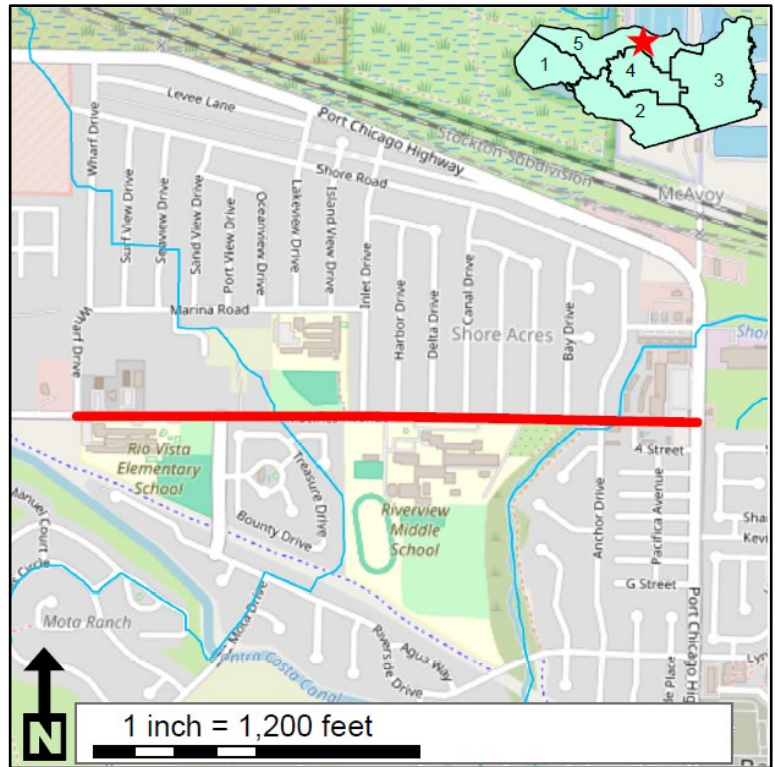 5
1
4
3
2
Levee Lane
Port Chicago Highway
Stockton Subdivision
Wharf Drive
McAvoy
Shore Road
Surf View Drive
Seaview Drive
Sand View Drive
Port View Drive
Oceanview Drive
Lakeview Drive
Island View Drive
Inlet Drive
Harbor Drive
Delta Drive
Canal Drive
Bay Drive
Marina Road
Shore Acres
Wharf Drive
Rio Vista
Elementary
School
Treasure Drive
Bounty Drive
Riverview
Middle
School
A Street
Anchor Drive
Pacifica Avenue
G Street
Manuel Court
Circle
Mota Ranch
Mota Drive
Contra Costa Canal
Agua Way
Port Chicago Hig
N
1 inch = 1,200 feet